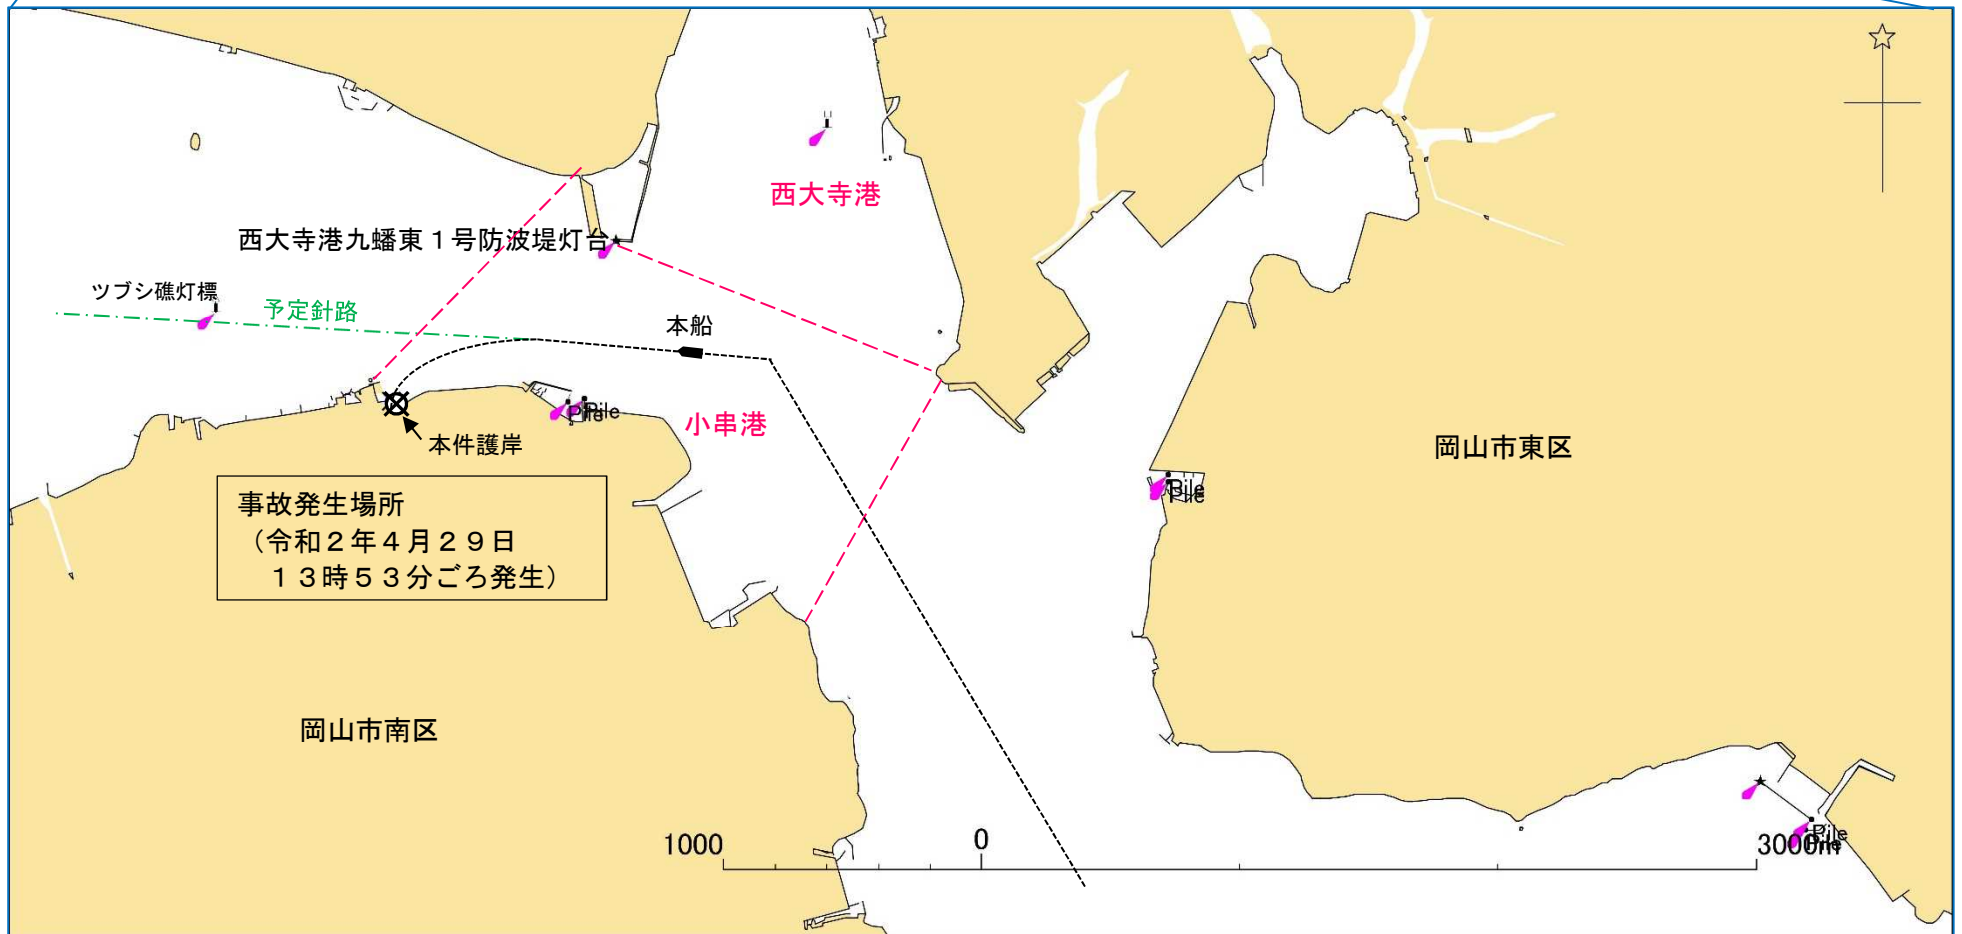 西大寺港
西大寺港九蟠東1号防波堤灯台
ツブシ礁灯標
予定針路
本船
小串港
Pile
Pile
本件護岸
岡山市東区
Pile
Pile
事故発生場所
（令和2年4月29日
13時53分ごろ発生）
岡山市南区
1000
0
3000m
Pile
Pile